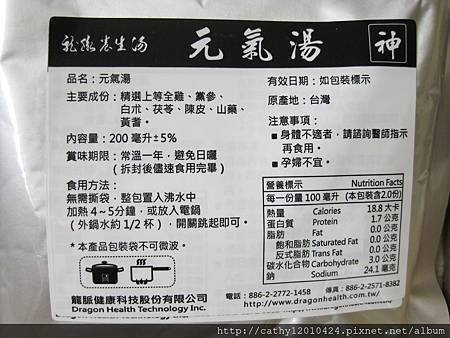 龍脈養生湯 元氣湯 神
品名：元氣湯
主要成份：精選上等全雞、黨參、
白朮、茯苓、陳皮、山藥、
黃耆。
內容量：200 毫升±5%
賞味期限：常溫一年，避免日曬
（拆封後儘速食用完畢）
食用方法：
無需撕袋，整包置入沸水中
加熱 4～5分鐘，或放入電鍋
（外鍋水約 1/2 杯），開關跳起即可。
* 本產品包裝袋不可微波。
龍脈健康科技股份有限公司
Dragon Health Technology Inc.
有效日期：如包裝標示
原產地：台灣
注意事項：
■ 身體不適者，請諮詢醫師指示
再食用。
■ 孕婦不宜。
營養標示 Nutrition Facts
每一份量 100 毫升（本包裝含2.0份）
熱量 Calories 18.8 大卡
蛋白質 Protein 1.7 公克
脂肪 Fat 0.0 公克
飽和脂肪 Saturated Fat 0.0 公克
反式脂肪 Trans Fat 0.0 公克
碳水化合物 Carbohydrate 3.0 公克
鈉 Sodium 24.1 毫克
電話：886-2-2772-1458 傳真：886-2-2571-8382
http://www.dragonhealth.com.tw/
http://cathy12010424.pixnet.net/album